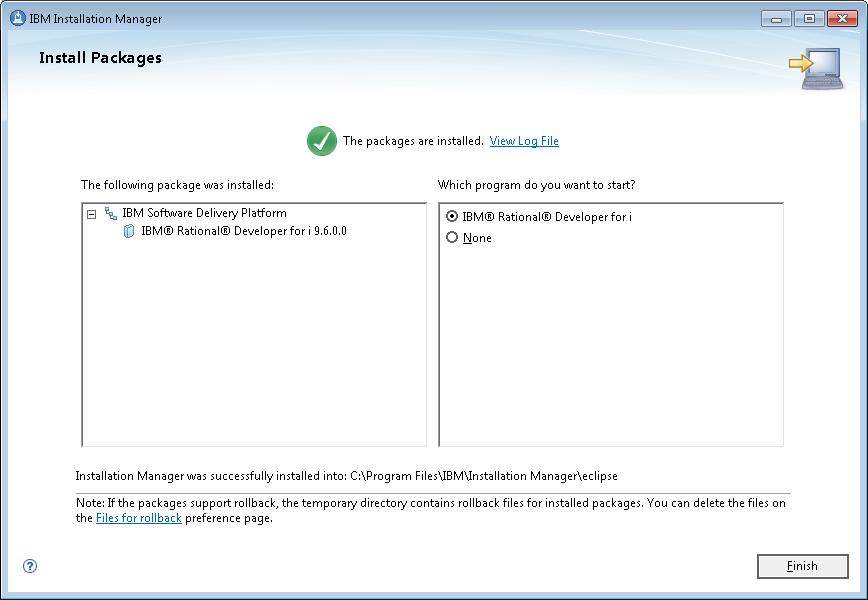 IBM Installation Manager
Install Packages
The packages are installed. View Log File
The following package was installed:
IBM Software Delivery Platform
IBM® Rational® Developer for i 9.6.0.0
Which program do you want to start?
IBM® Rational® Developer for i
None
Installation Manager was successfully installed into: C:\Program Files\IBM\Installation Manager\eclipse
Note: If the packages support rollback, the temporary directory contains rollback files for installed packages. You can delete the files on
the Files for rollback preference page.
?
Finish